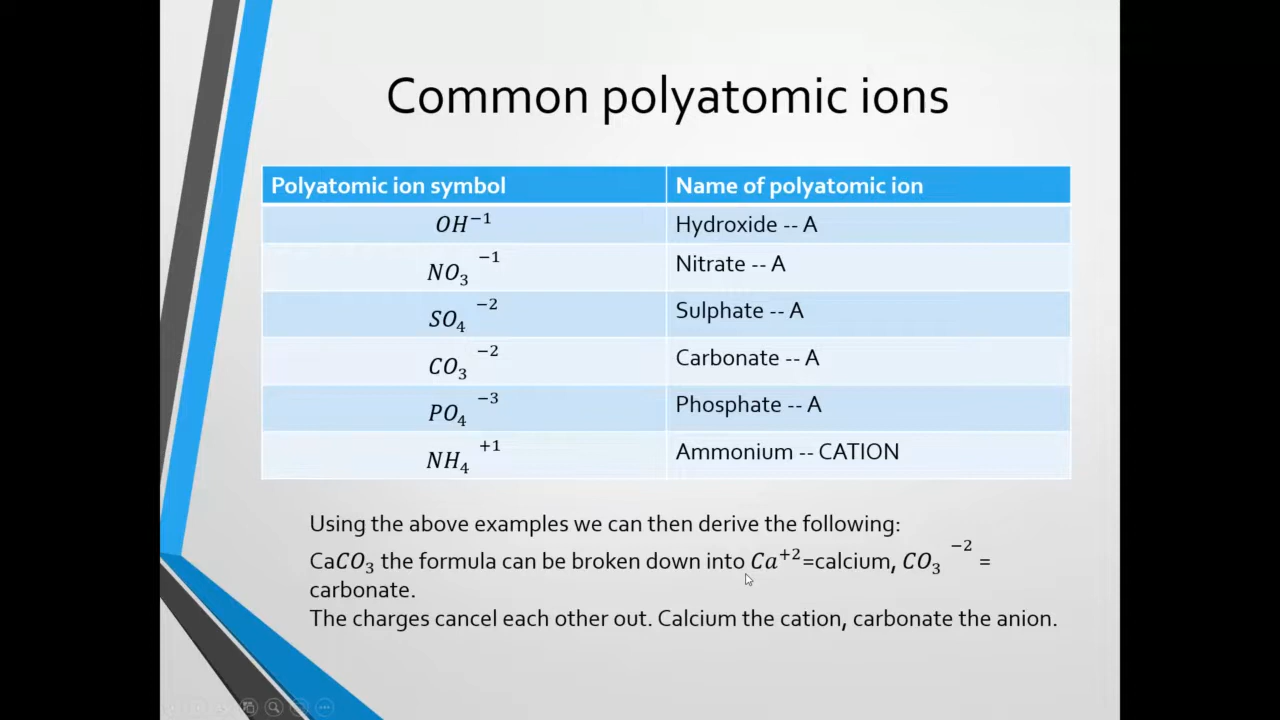 Common polyatomic ions
Polyatomic ion symbol Name of polyatomic ion
OH⁻¹ Hydroxide -- A
NO₃⁻¹ Nitrate -- A
SO₄⁻² Sulphate -- A
CO₃⁻² Carbonate -- A
PO₄⁻³ Phosphate -- A
NH₄⁺¹ Ammonium -- CATION
Using the above examples we can then derive the following:
CaCO₃ the formula can be broken down into Ca⁺²=calcium, CO₃⁻² =
carbonate.
The charges cancel each other out. Calcium the cation, carbonate the anion.